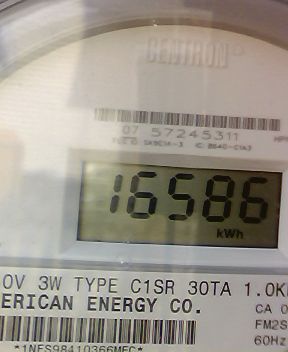 CENTRON
07 57245311
16586
kWh
0V 3W TYPE C1SR 30TA 1.0K
ERICAN ENERGY CO.
CA 0
FM2S
60Hz
*1NES98410366MEC*